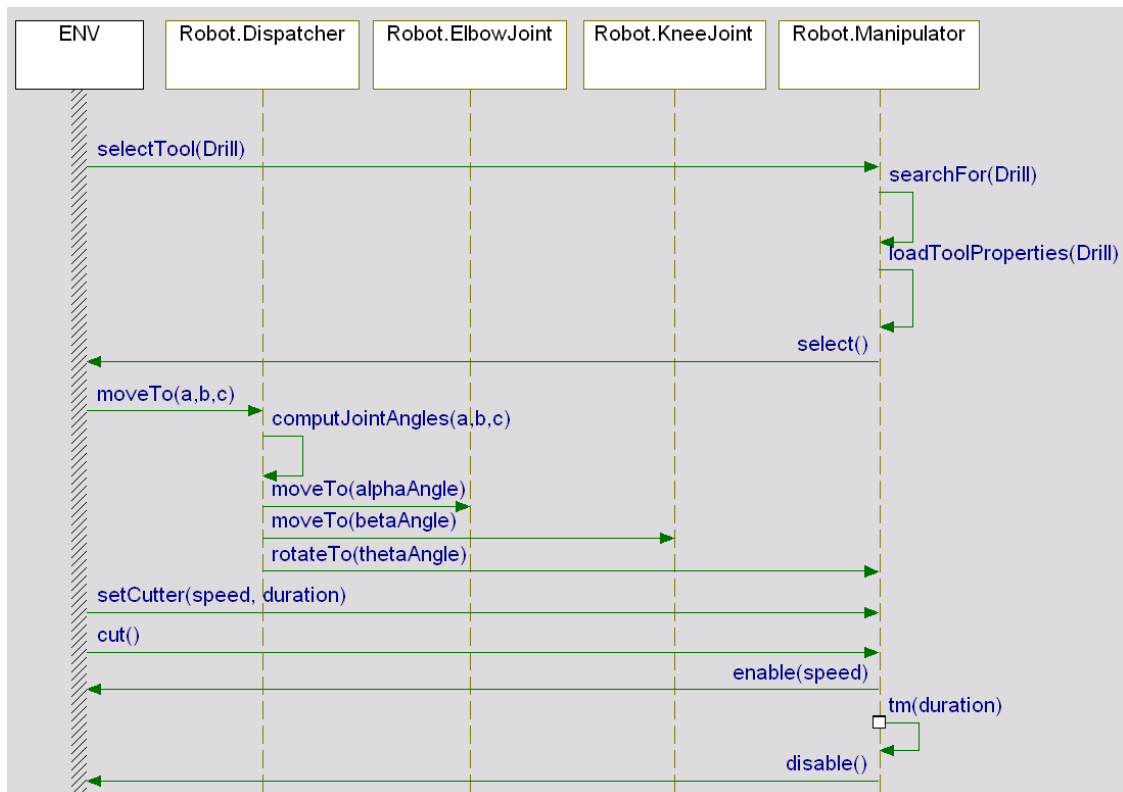 ENV
Robot.Dispatcher
Robot.ElbowJoint
Robot.KneeJoint
Robot.Manipulator
selectTool(Drill)
searchFor(Drill)
loadToolProperties(Drill)
select()
moveTo(a,b,c)
computJointAngles(a,b,c)
moveTo(alphaAngle)
moveTo(betaAngle)
rotateTo(thetaAngle)
setCutter(speed, duration)
cut()
enable(speed)
tm(duration)
disable()